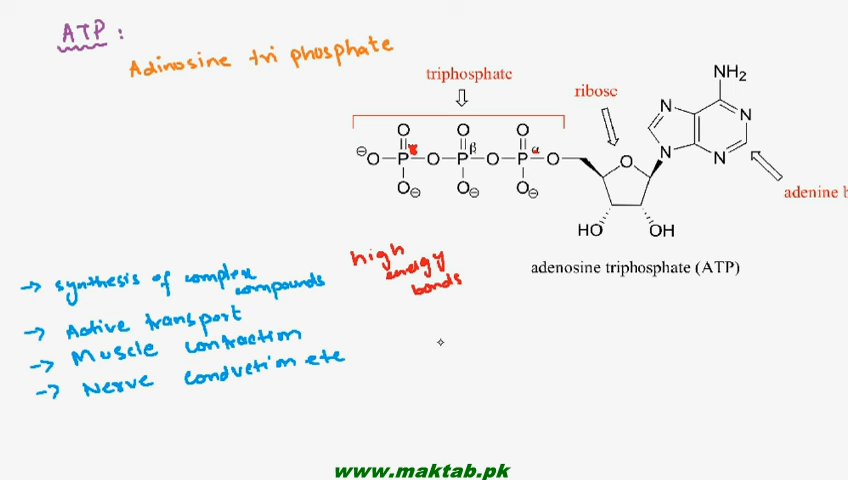 ATP :
Adinosine tri phosphate
triphosphate
ribose
NH2
N
N
N
N
O
O
O
⊖O P γ O P β O P α O
O
O⊖ O⊖ O⊖
HO OH
adenine b
adenosine triphosphate (ATP)
high
energy
bonds
→ synthesis of complex
compounds
→ Active transport
→ Muscle contraction
→ Nerve conduction etc
www.maktab.pk